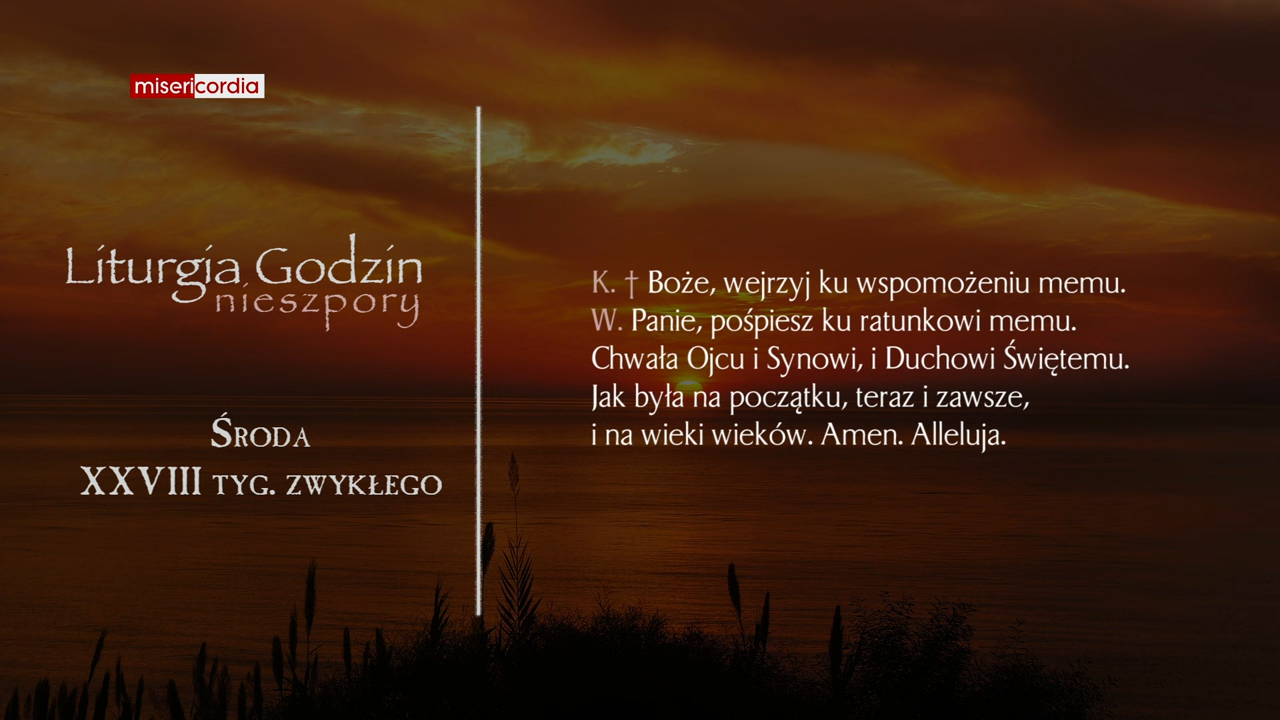 misericordia
Liturgia Godzin
nieszpory
Środa
XXVIII tyg. zwykłego
K. † Boże, wejrzyj ku wspomożeniu memu.
W. Panie, pośpiesz ku ratunkowi memu.
Chwała Ojcu i Synowi, i Duchowi Świętemu.
Jak była na początku, teraz i zawsze,
i na wieki wieków. Amen. Alleluja.